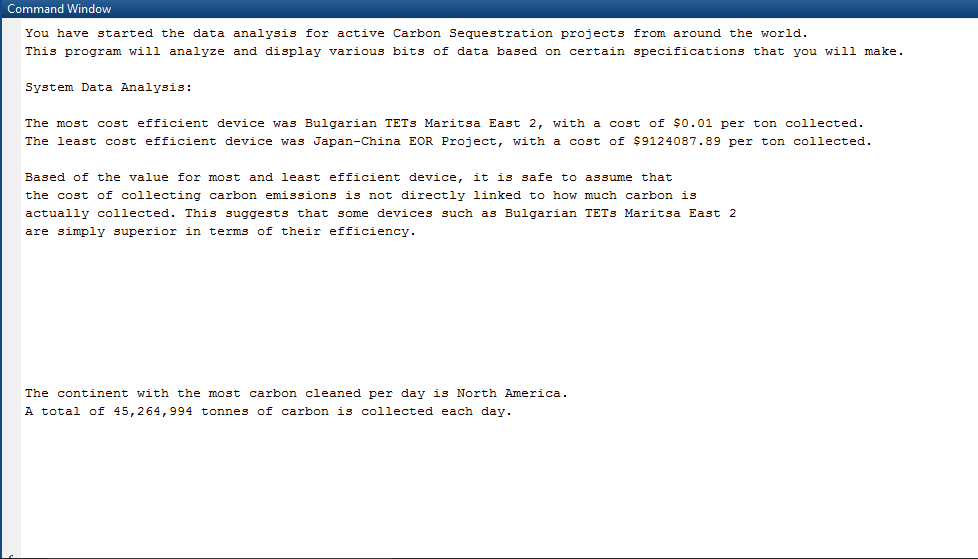 Command Window
You have started the data analysis for active Carbon Sequestration projects from around the world.
This program will analyze and display various bits of data based on certain specifications that you will make.
System Data Analysis:
The most cost efficient device was Bulgarian TETs Maritsa East 2, with a cost of $0.01 per ton collected.
The least cost efficient device was Japan-China EOR Project, with a cost of $9124087.89 per ton collected.
Based of the value for most and least efficient device, it is safe to assume that
the cost of collecting carbon emissions is not directly linked to how much carbon is
actually collected. This suggests that some devices such as Bulgarian TETs Maritsa East 2
are simply superior in terms of their efficiency.
The continent with the most carbon cleaned per day is North America.
A total of 45,264,994 tonnes of carbon is collected each day.